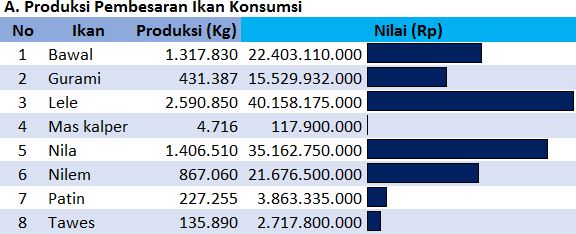 A. Produksi Pembesaran Ikan Konsumsi
No Ikan Produksi (Kg) Nilai (Rp)
1 Bawal 1.317.830 22.403.110.000
2 Gurami 431.387 15.529.932.000
3 Lele 2.590.850 40.158.175.000
4 Mas kalper 4.716 117.900.000
5 Nila 1.406.510 35.162.750.000
6 Nilem 867.060 21.676.500.000
7 Patin 227.255 3.863.335.000
8 Tawes 135.890 2.717.800.000